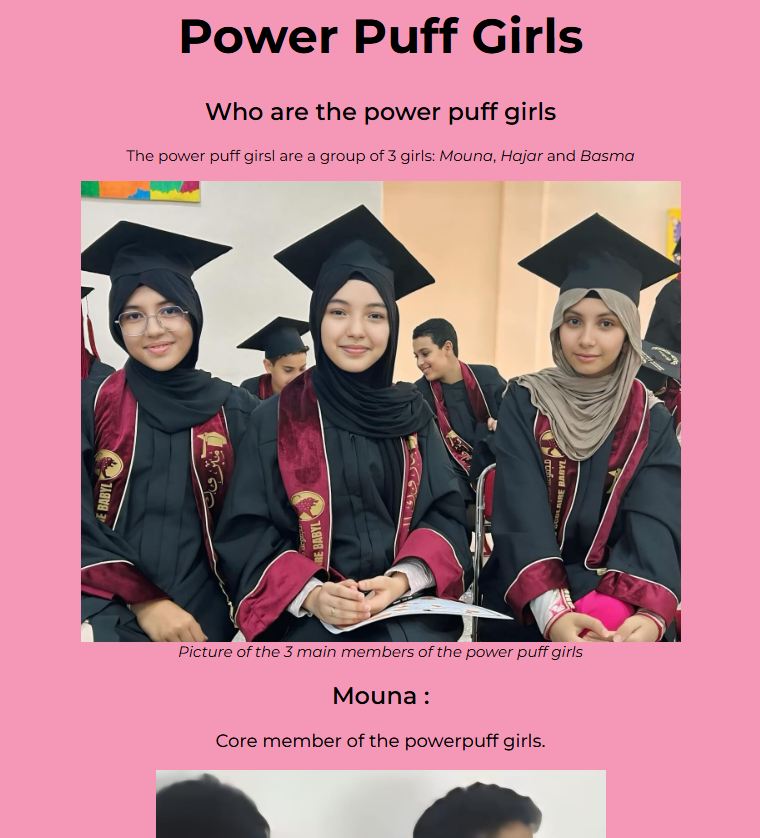 Power Puff Girls
Who are the power puff girls
The power puff girsl are a group of 3 girls: Mouna, Hajar and Basma
BABYL
BABYL
Picture of the 3 main members of the power puff girls
Mouna :
Core member of the powerpuff girls.